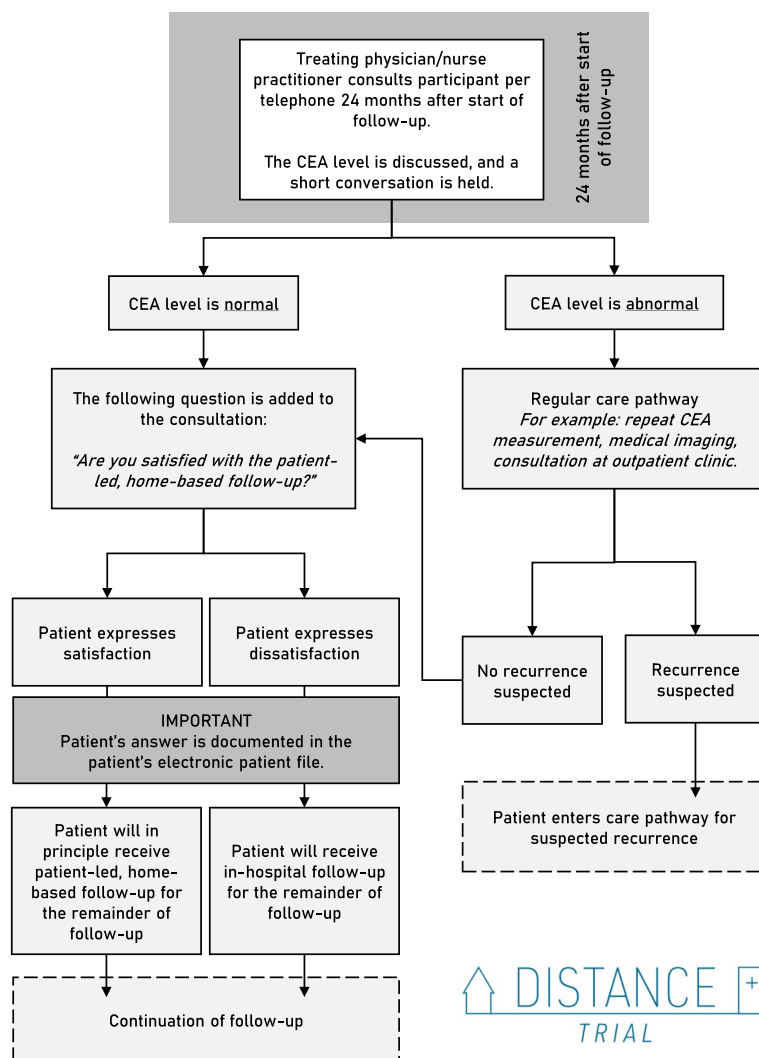 Treating physician/nurse
practitioner consults participant per
telephone 24 months after start of
follow-up.
The CEA level is discussed, and a
short conversation is held.
24 months after start
of follow-up
CEA level is normal
CEA level is abnormal
The following question is added to
the consultation:
“Are you satisfied with the patient-
led, home-based follow-up?”
Regular care pathway
For example: repeat CEA
measurement, medical imaging,
consultation at outpatient clinic.
Patient expresses
satisfaction
Patient expresses
dissatisfaction
No recurrence
suspected
Recurrence
suspected
IMPORTANT
Patient’s answer is documented in the
patient’s electronic patient file.
Patient will in
principle receive
patient-led, home-
based follow-up for
the remainder of
follow-up
Patient will receive
in-hospital follow-up
for the remainder of
follow-up
Patient enters care pathway for
suspected recurrence
Continuation of follow-up
DISTANCE
TRIAL